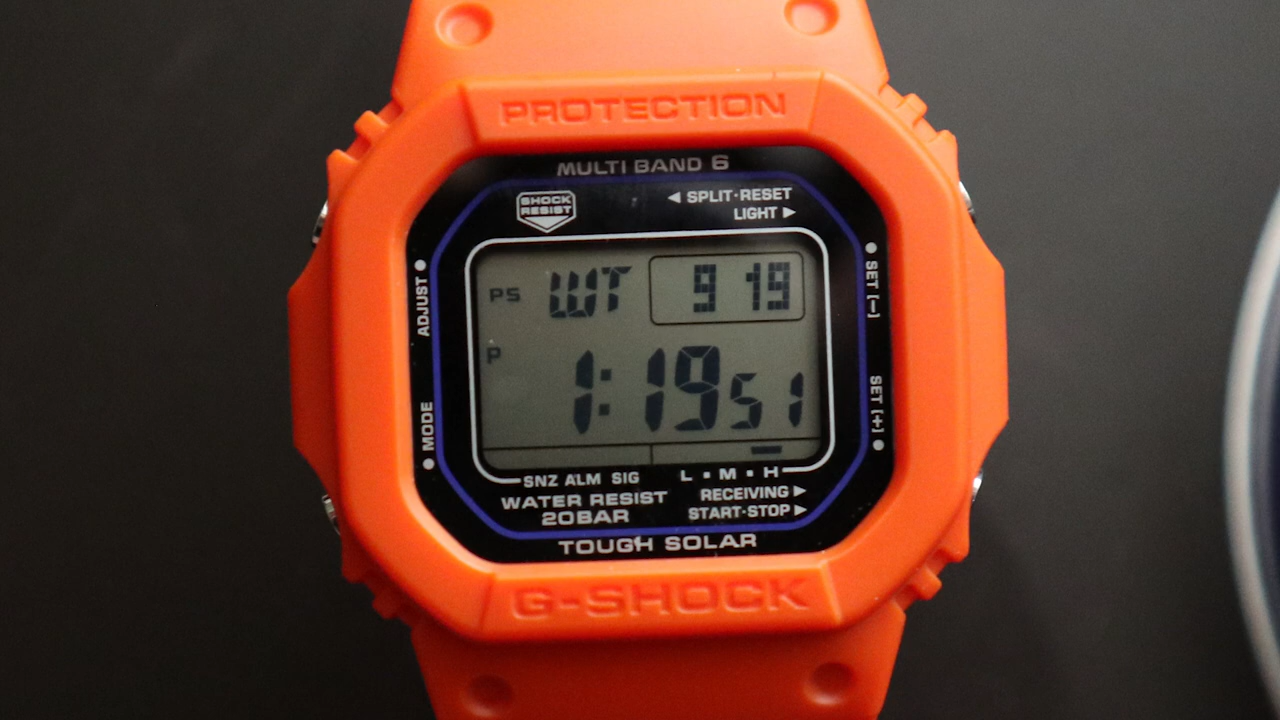 PROTECTION
MULTI BAND 6
SHOCK
RESIST
◄ SPLIT·RESET
LIGHT ►
ADJUST
MODE
SET [–]
SET [+]
PS
9 19
P
1:19 51
SNZ ALM SIG
L • M • H
WATER RESIST
20BAR
RECEIVING ►
START·STOP ►
TOUGH SOLAR
G-SHOCK